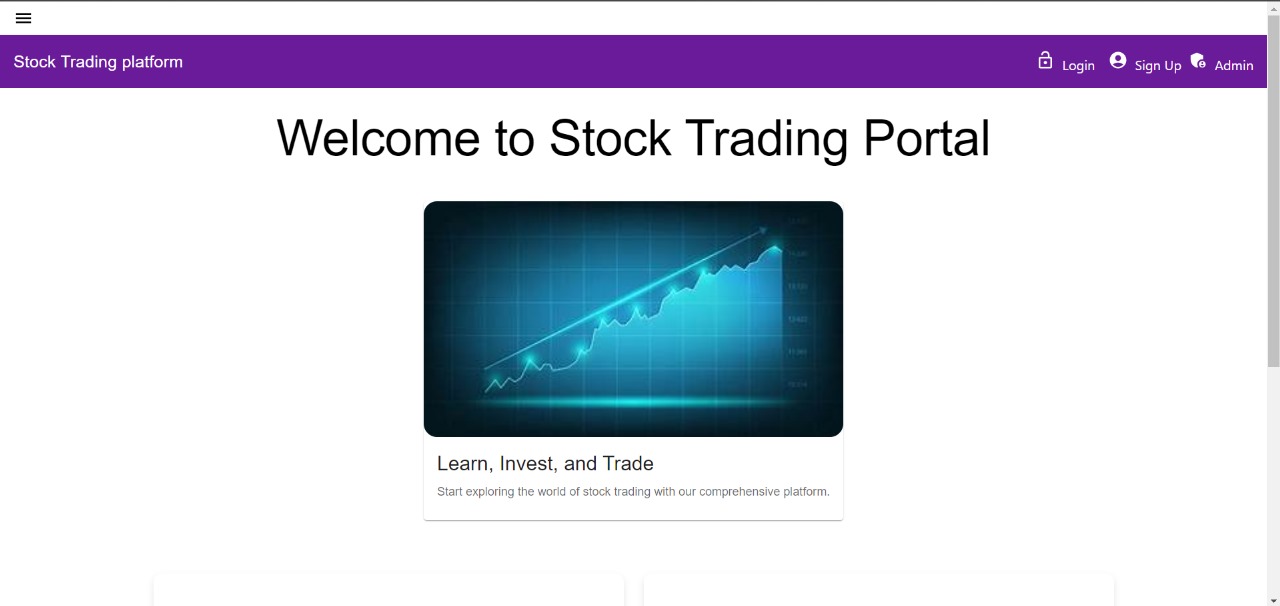 Stock Trading platform
Login Sign Up Admin
Welcome to Stock Trading Portal
Learn, Invest, and Trade
Start exploring the world of stock trading with our comprehensive platform.